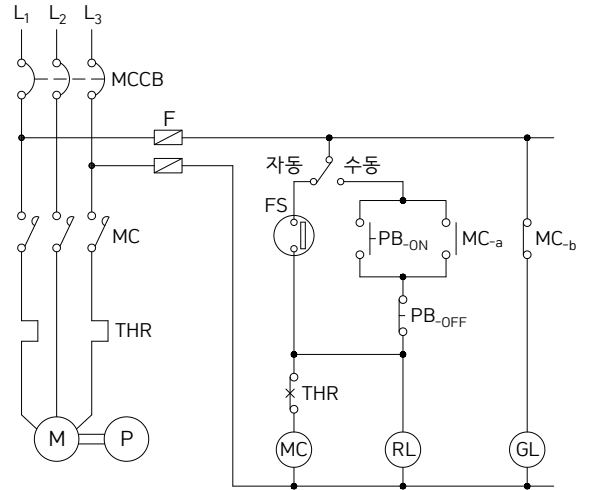 L₁ L₂ L₃
MCCB
F
자동 수동
FS
PB₋ON MC₋a MC₋b
MC
PB₋OFF
THR
THR
M P MC RL GL